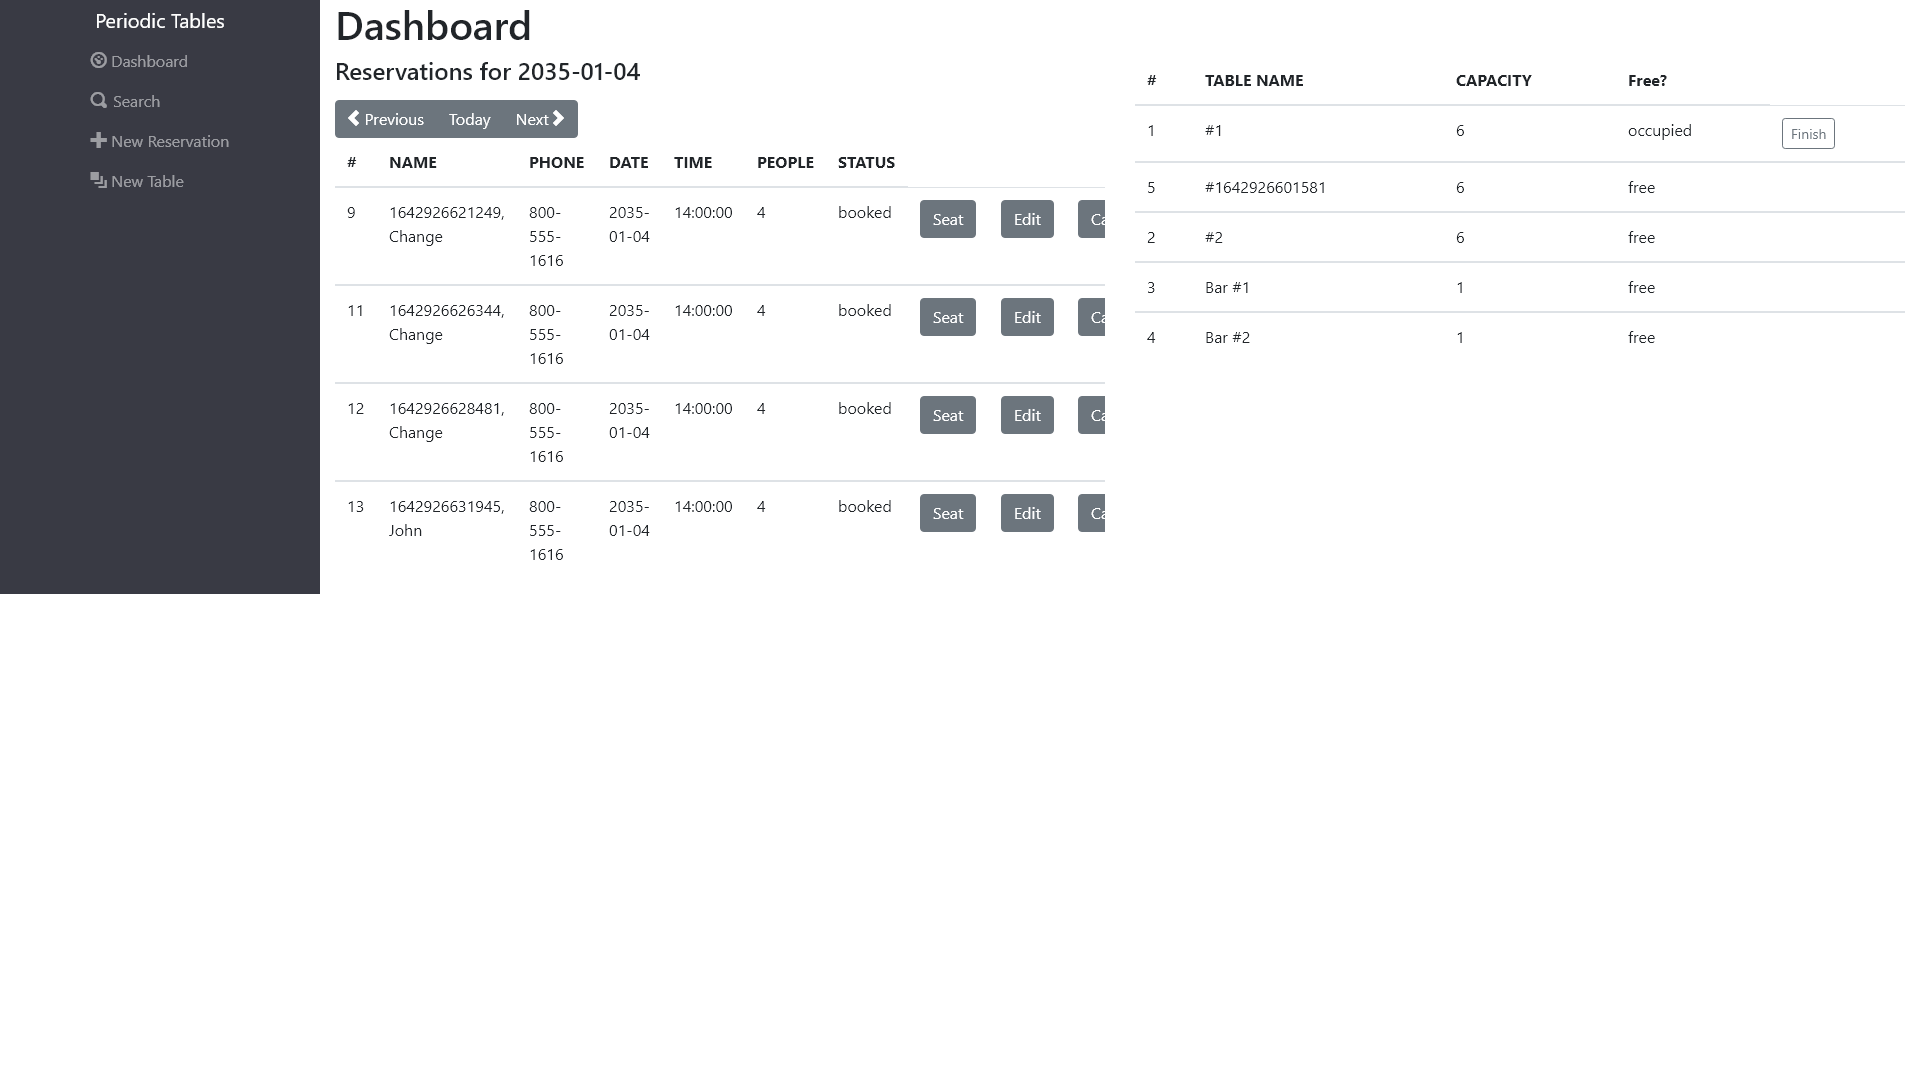 Periodic Tables
Dashboard
Search
New Reservation
New Table
Dashboard
Reservations for 2035-01-04
Previous Today Next
# NAME PHONE DATE TIME PEOPLE STATUS
9 1642926621249, 800- 2035- 14:00:00 4 booked Seat Edit Ca
Change 555- 01-04
1616
11 1642926626344, 800- 2035- 14:00:00 4 booked Seat Edit Ca
Change 555- 01-04
1616
12 1642926628481, 800- 2035- 14:00:00 4 booked Seat Edit Ca
Change 555- 01-04
1616
13 1642926631945, 800- 2035- 14:00:00 4 booked Seat Edit Ca
John 555- 01-04
1616
# TABLE NAME CAPACITY Free?
1 #1 6 occupied Finish
5 #1642926601581 6 free
2 #2 6 free
3 Bar #1 1 free
4 Bar #2 1 free